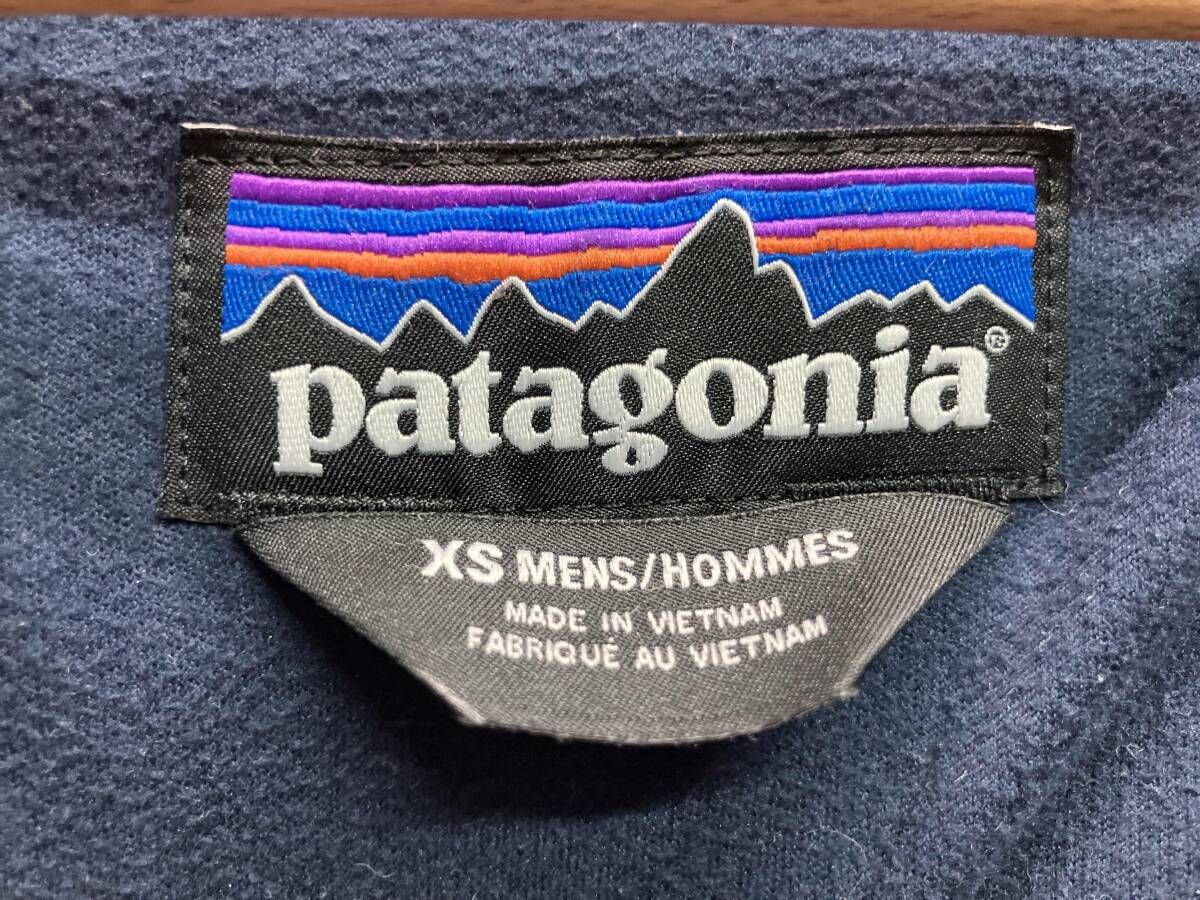 patagonia®
XS MENS/HOMMES
MADE IN VIETNAM
FABRIQUÉ AU VIETNAM